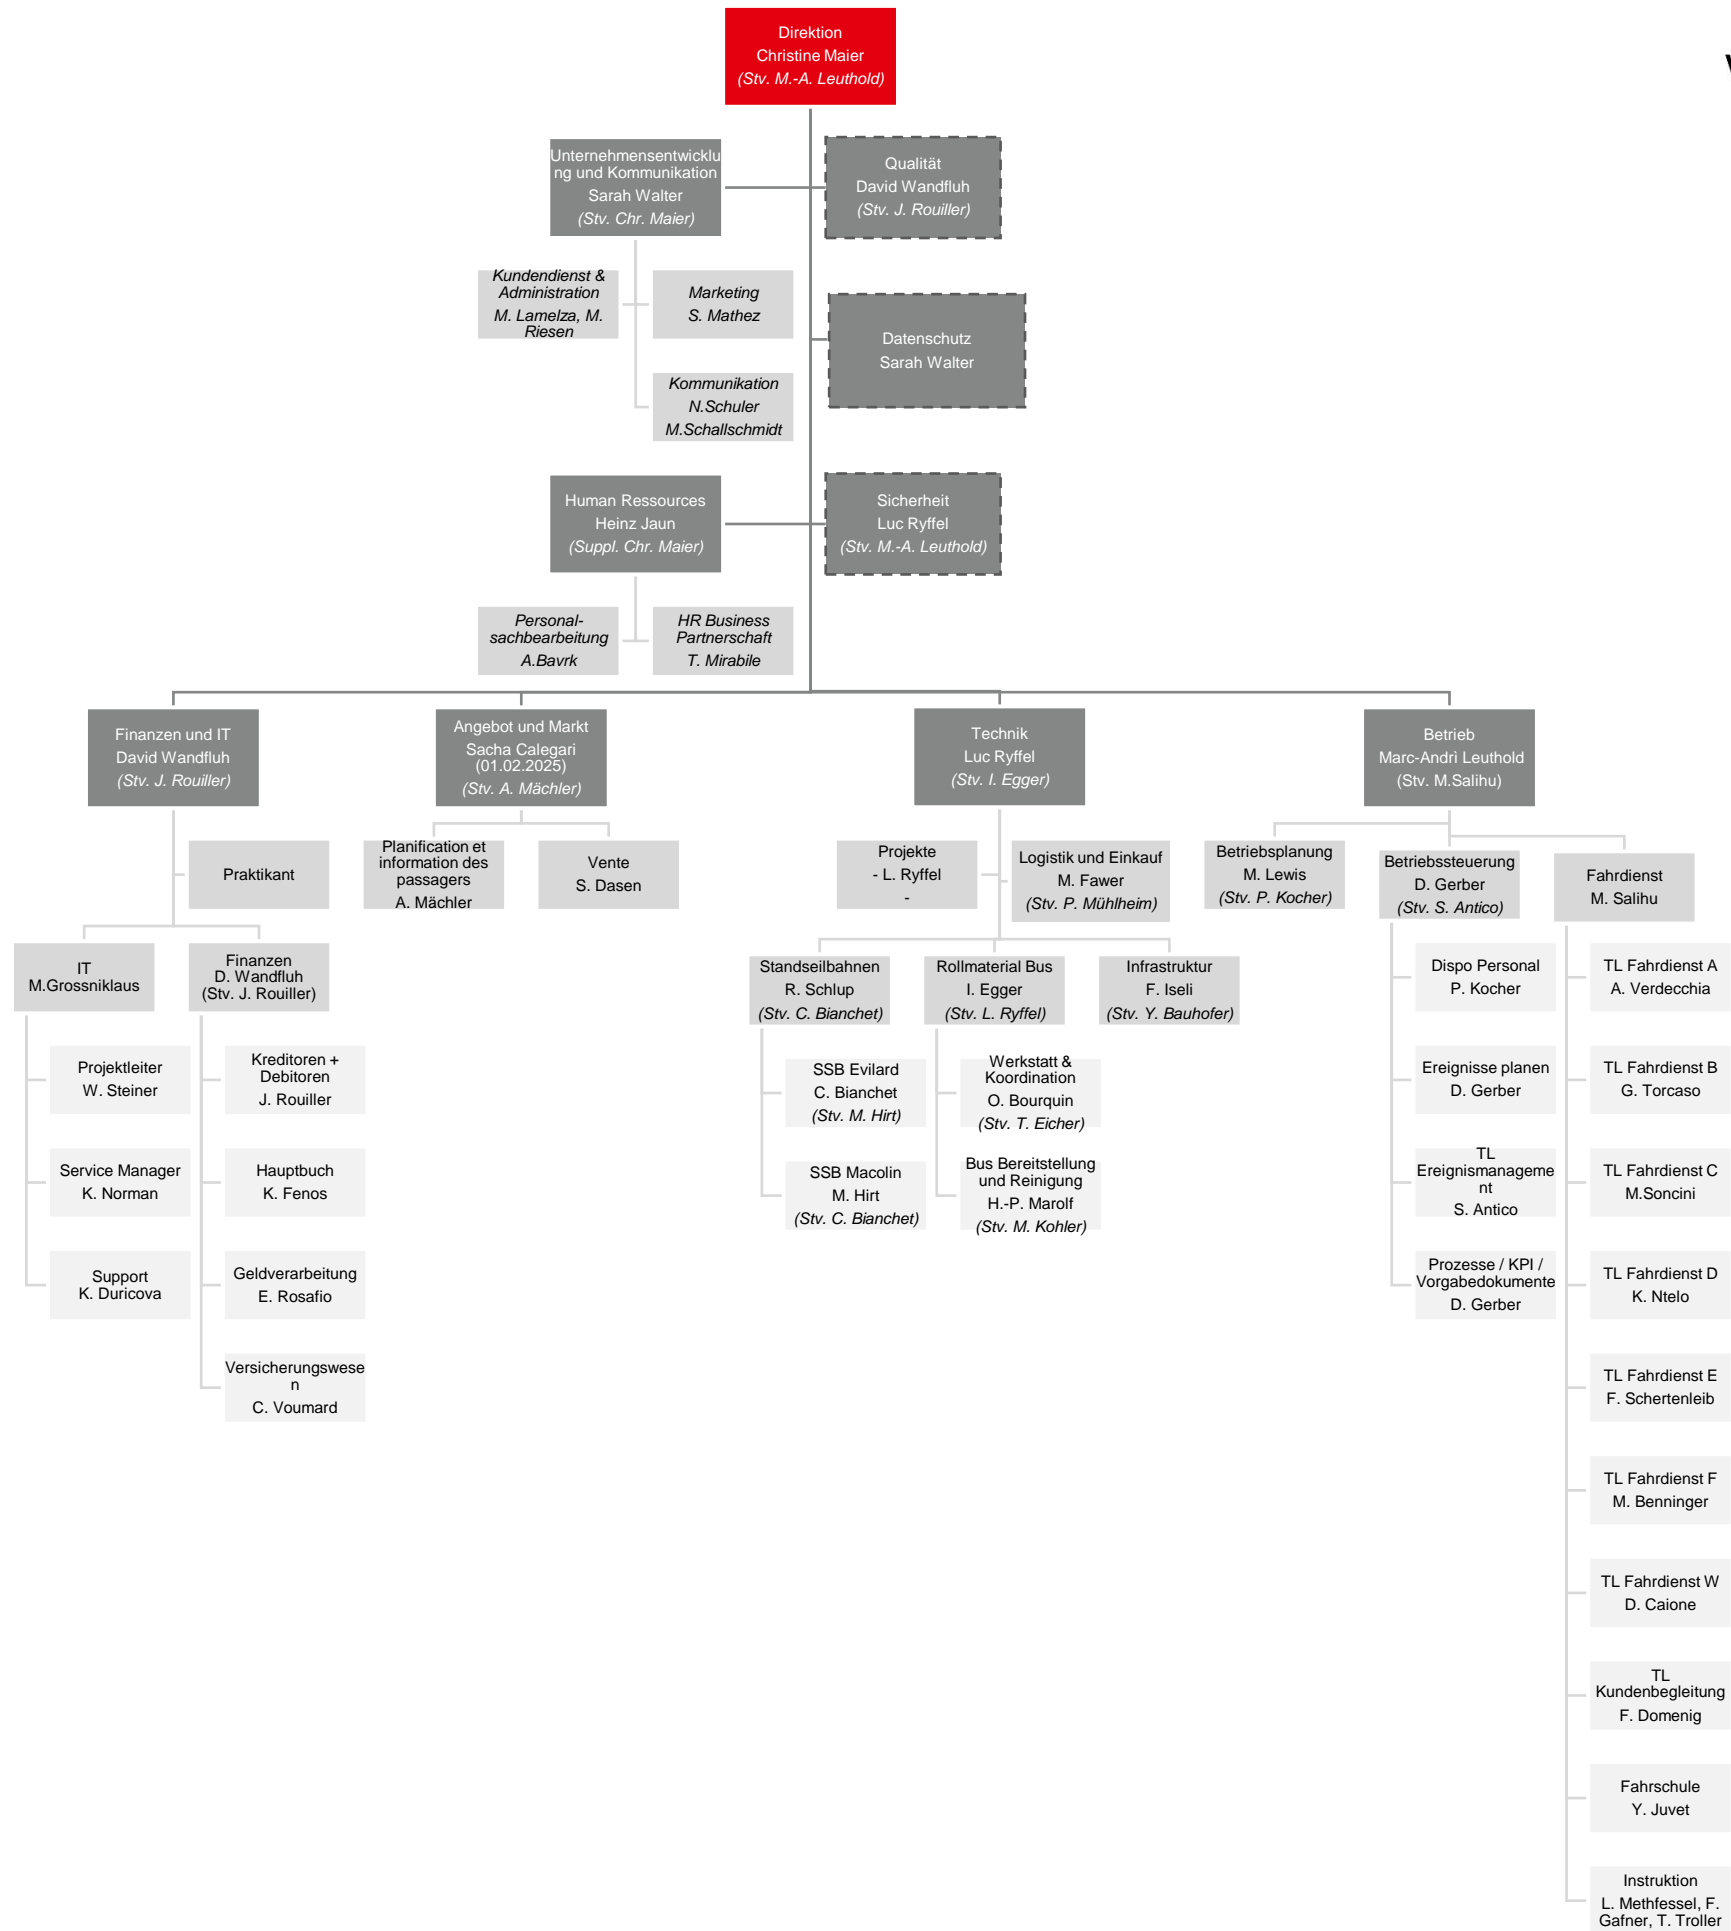 Direktion
Christine Maier
(Stv. M.-A. Leuthold)
Unternehmensentwicklu
ng und Kommunikation
Sarah Walter
(Stv. Chr. Maier)
Qualität
David Wandfluh
(Stv. J. Rouiller)
Kundendienst &
Administration
M. Lamelza, M.
Riesen
Marketing
S. Mathez
Datenschutz
Sarah Walter
Kommunikation
N.Schuler
M.Schallschmidt
Human Ressources
Heinz Jaun
(Suppl. Chr. Maier)
Sicherheit
Luc Ryffel
(Stv. M.-A. Leuthold)
Personal-
sachbearbeitung
A.Bavrk
HR Business
Partnerschaft
T. Mirabile
Finanzen und IT
David Wandfluh
(Stv. J. Rouiller)
Angebot und Markt
Sacha Calegari
(01.02.2025)
(Stv. A. Mächler)
Technik
Luc Ryffel
(Stv. I. Egger)
Betrieb
Marc-Andrì Leuthold
(Stv. M.Salihu)
Praktikant
Planification et
information des
passagers
A. Mächler
Vente
S. Dasen
Projekte
- L. Ryffel
-
Logistik und Einkauf
M. Fawer
(Stv. P. Mühlheim)
Betriebsplanung
M. Lewis
(Stv. P. Kocher)
Betriebssteuerung
D. Gerber
(Stv. S. Antico)
Fahrdienst
M. Salihu
IT
M.Grossniklaus
Finanzen
D. Wandfluh
(Stv. J. Rouiller)
Standseilbahnen
R. Schlup
(Stv. C. Bianchet)
Rollmaterial Bus
I. Egger
(Stv. L. Ryffel)
Infrastruktur
F. Iseli
(Stv. Y. Bauhofer)
Dispo Personal
P. Kocher
TL Fahrdienst A
A. Verdecchia
Projektleiter
W. Steiner
Kreditoren +
Debitoren
J. Rouiller
SSB Evilard
C. Bianchet
(Stv. M. Hirt)
Werkstatt &
Koordination
O. Bourquin
(Stv. T. Eicher)
Ereignisse planen
D. Gerber
TL Fahrdienst B
G. Torcaso
Service Manager
K. Norman
Hauptbuch
K. Fenos
SSB Macolin
M. Hirt
(Stv. C. Bianchet)
Bus Bereitstellung
und Reinigung
H.-P. Marolf
(Stv. M. Kohler)
TL
Ereignismanageme
nt
S. Antico
TL Fahrdienst C
M.Soncini
Support
K. Duricova
Geldverarbeitung
E. Rosafio
Prozesse / KPI /
Vorgabedokumente
D. Gerber
TL Fahrdienst D
K. Ntelo
Versicherungswese
n
C. Voumard
TL Fahrdienst E
F. Schertenleib
TL Fahrdienst F
M. Benninger
TL Fahrdienst W
D. Caione
TL
Kundenbegleitung
F. Domenig
Fahrschule
Y. Juvet
Instruktion
L. Methfessel, F.
Gafner, T. Troller